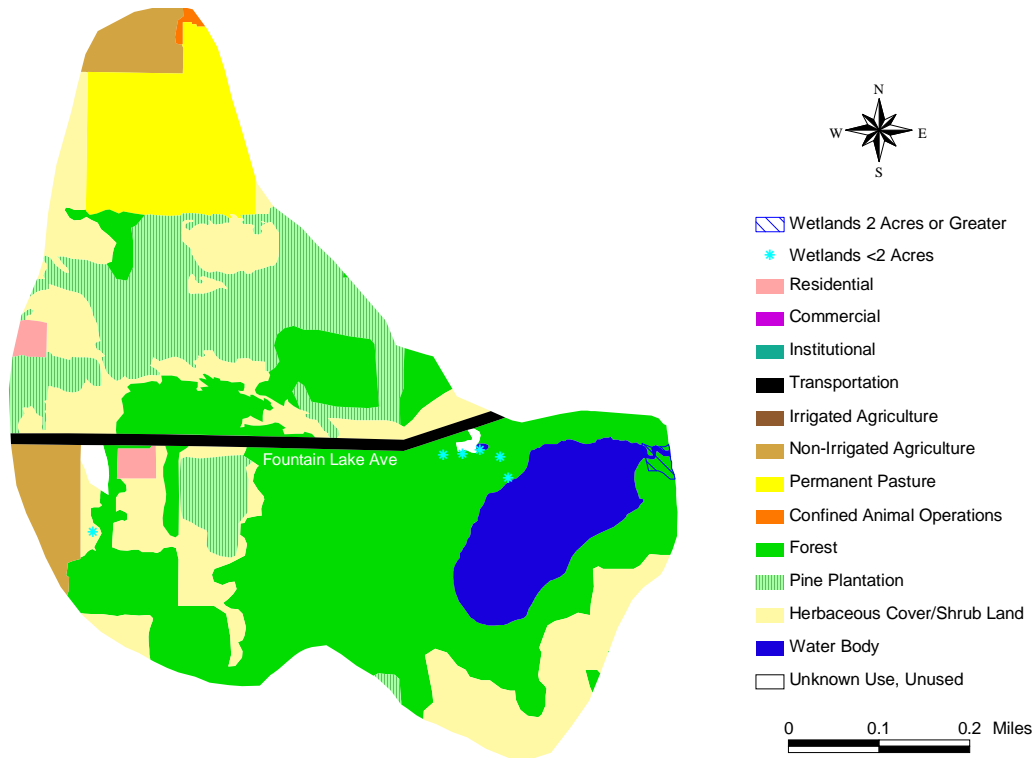 N
W E
S
Wetlands 2 Acres or Greater
Wetlands <2 Acres
Residential
Commercial
Institutional
Transportation
Irrigated Agriculture
Non-Irrigated Agriculture
Permanent Pasture
Confined Animal Operations
Forest
Pine Plantation
Herbaceous Cover/Shrub Land
Water Body
Unknown Use, Unused
Fountain Lake Ave
0 0.1 0.2 Miles